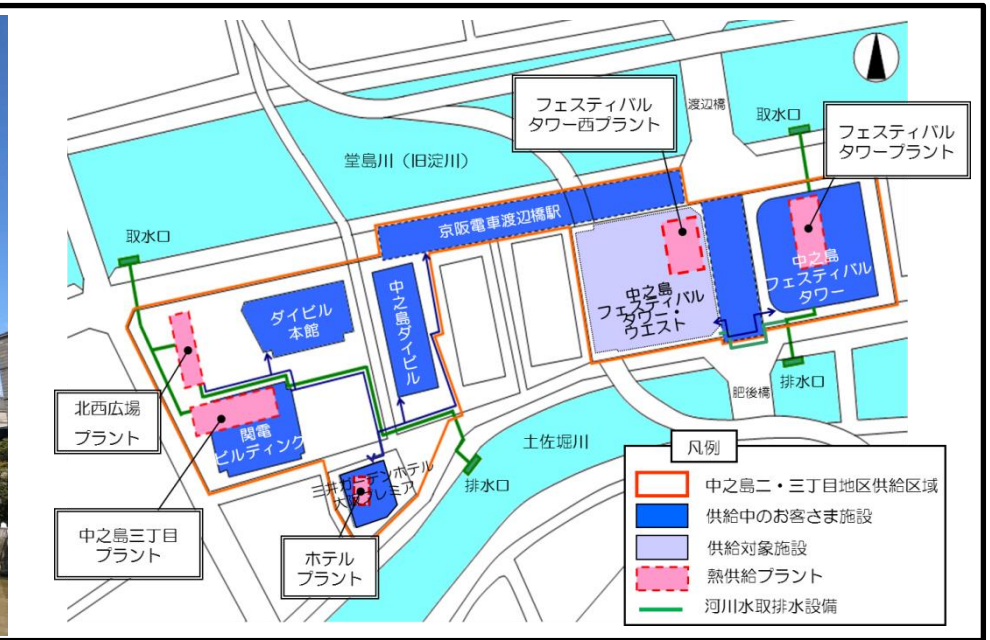 フェスティバル
タワー西プラント
渡辺橋
取水口
フェスティバル
タワープラント
堂島川（旧淀川）
京阪電車渡辺橋駅
取水口
中之島
フェスティバル
タワー
中之島
フェスティバル
タワー・
ウエスト
ダイビル
本館
中之島ダイビル
北西広場
プラント
関電
ビルディング
肥後橋
排水口
土佐堀川
排水口
三井ガーデンホテル
大阪プレミア
中之島三丁目
プラント
ホテル
プラント
凡例
中之島二・三丁目地区供給区域
供給中のお客さま施設
供給対象施設
熱供給プラント
河川水取排水設備